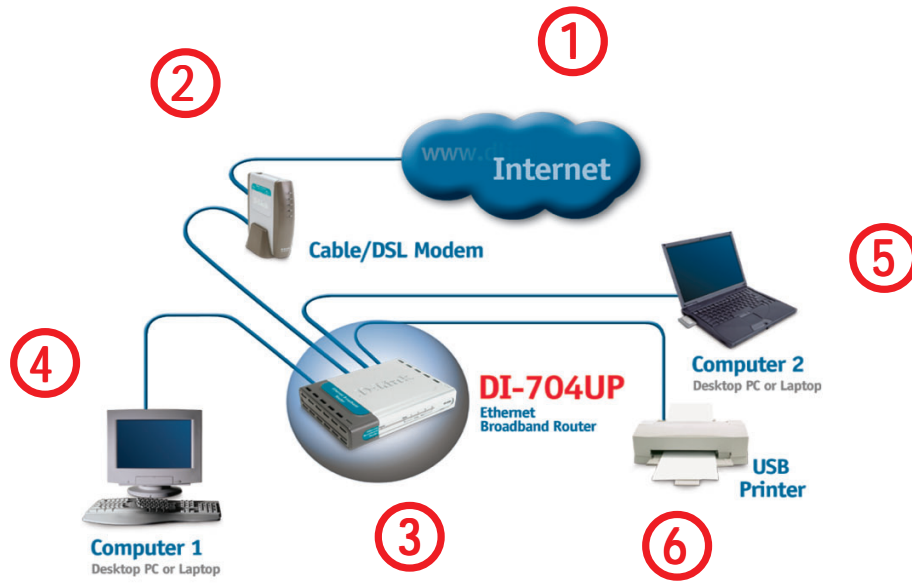 1
2
www.d
Internet
Cable/DSL Modem
5
4
Computer 2
Desktop PC or Laptop
D-Link
DI-704UP
Ethernet
Broadband Router
USB
Printer
3
6
Computer 1
Desktop PC or Laptop